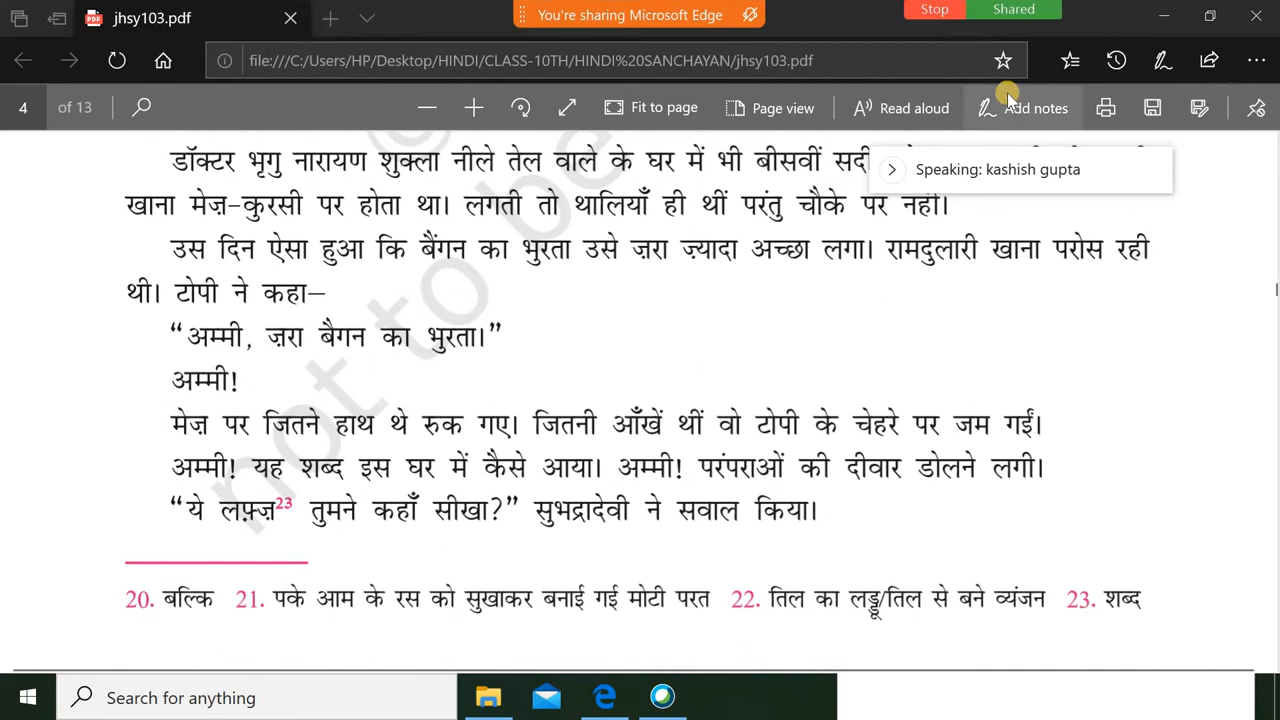 jhsy103.pdf
You're sharing Microsoft Edge
Stop
Shared
file:///C:/Users/HP/Desktop/HINDI/CLASS-10TH/HINDI%20SANCHAYAN/jhsy103.pdf
4 of 13
Fit to page
Page view
Read aloud
Add notes
Speaking: kashish gupta
डॉक्टर भृगु नारायण शुक्ला नीले तेल वाले के घर में भी बीसवीं सदी
खाना मेज़-कुरसी पर होता था। लगती तो थालियाँ ही थीं परंतु चौके पर नहीं।
उस दिन ऐसा हुआ कि बैंगन का भुरता उसे ज़रा ज़्यादा अच्छा लगा। रामदुलारी खाना परोस रही
थी। टोपी ने कहा–
“अम्मी, ज़रा बैगन का भुरता।”
अम्मी!
मेज़ पर जितने हाथ थे रुक गए। जितनी आँखें थीं वो टोपी के चेहरे पर जम गईं।
अम्मी! यह शब्द इस घर में कैसे आया। अम्मी! परंपराओं की दीवार डोलने लगी।
“ये लफ़्ज़23 तुमने कहाँ सीखा?” सुभद्रादेवी ने सवाल किया।
20. बल्कि 21. पके आम के रस को सुखाकर बनाई गई मोटी परत 22. तिल का लड्डू/तिल से बने व्यंजन 23. शब्द
not to be
Search for anything